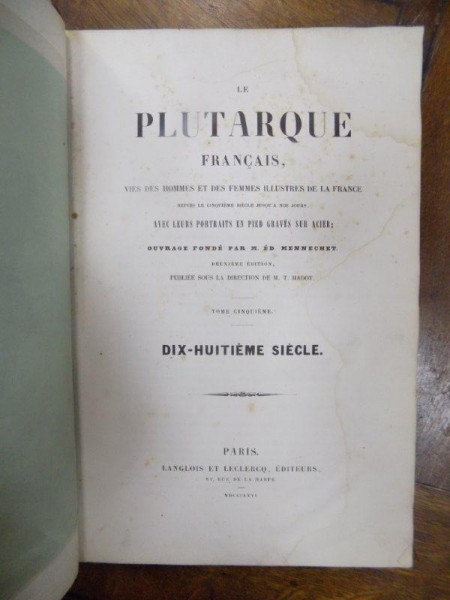 LE
PLUTARQUE
FRANÇAIS,
VIES DES HOMMES ET DES FEMMES ILLUSTRES DE LA FRANCE
DEPUIS LE CINQUIÈME SIÈCLE JUSQU'A NOS JOURS,
AVEC LEURS PORTRAITS EN PIED GRAVÉS SUR ACIER;
OUVRAGE FONDÉ PAR M. ÉD. MENNECHET.
DEUXIÈME ÉDITION,
PUBLIÉE SOUS LA DIRECTION DE M. T. HADOT.
TOME CINQUIÈME.
DIX-HUITIÈME SIÈCLE.
PARIS.
LANGLOIS ET LECLERCQ, ÉDITEURS,
RUE DE LA HARPE